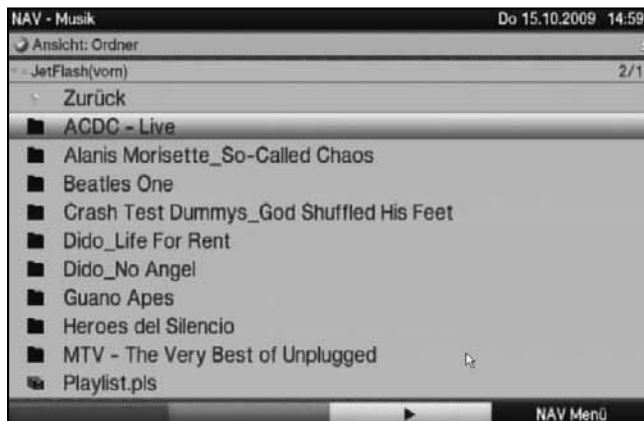 NAV - Musik Do 15.10.2009 14:59
Ansicht: Ordner
JetFlash(vorn) 2/1
Zurück
ACDC - Live
Alanis Morisette_So-Called Chaos
Beatles One
Crash Test Dummys_God Shuffled His Feet
Dido_Life For Rent
Dido_No Angel
Guano Apes
Heroes del Silencio
MTV - The Very Best of Unplugged
Playlist.pls
NAV Menü